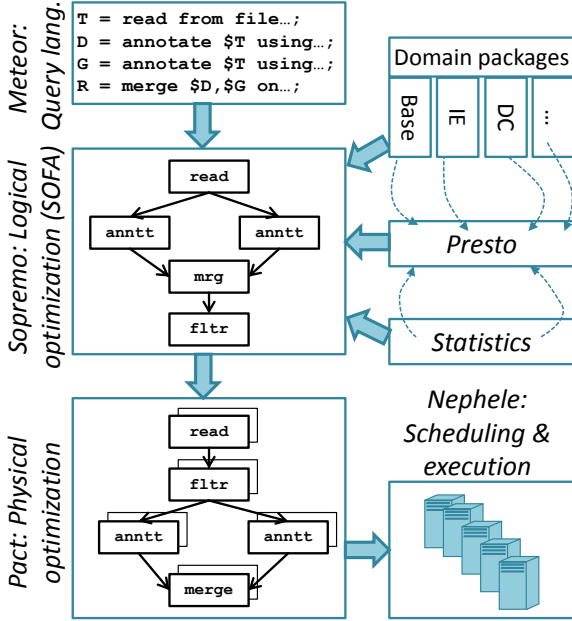 Meteor:
Query lang.
T = read from file…;
D = annotate $T using…;
G = annotate $T using…;
R = merge $D,$G on…;
Domain packages
Base
IE
DC
...
Sopremo: Logical
optimization (SOFA)
read
anntt
anntt
mrg
fltr
Presto
Statistics
Pact: Physical
optimization
read
fltr
anntt
anntt
merge
Nephele:
Scheduling &
execution